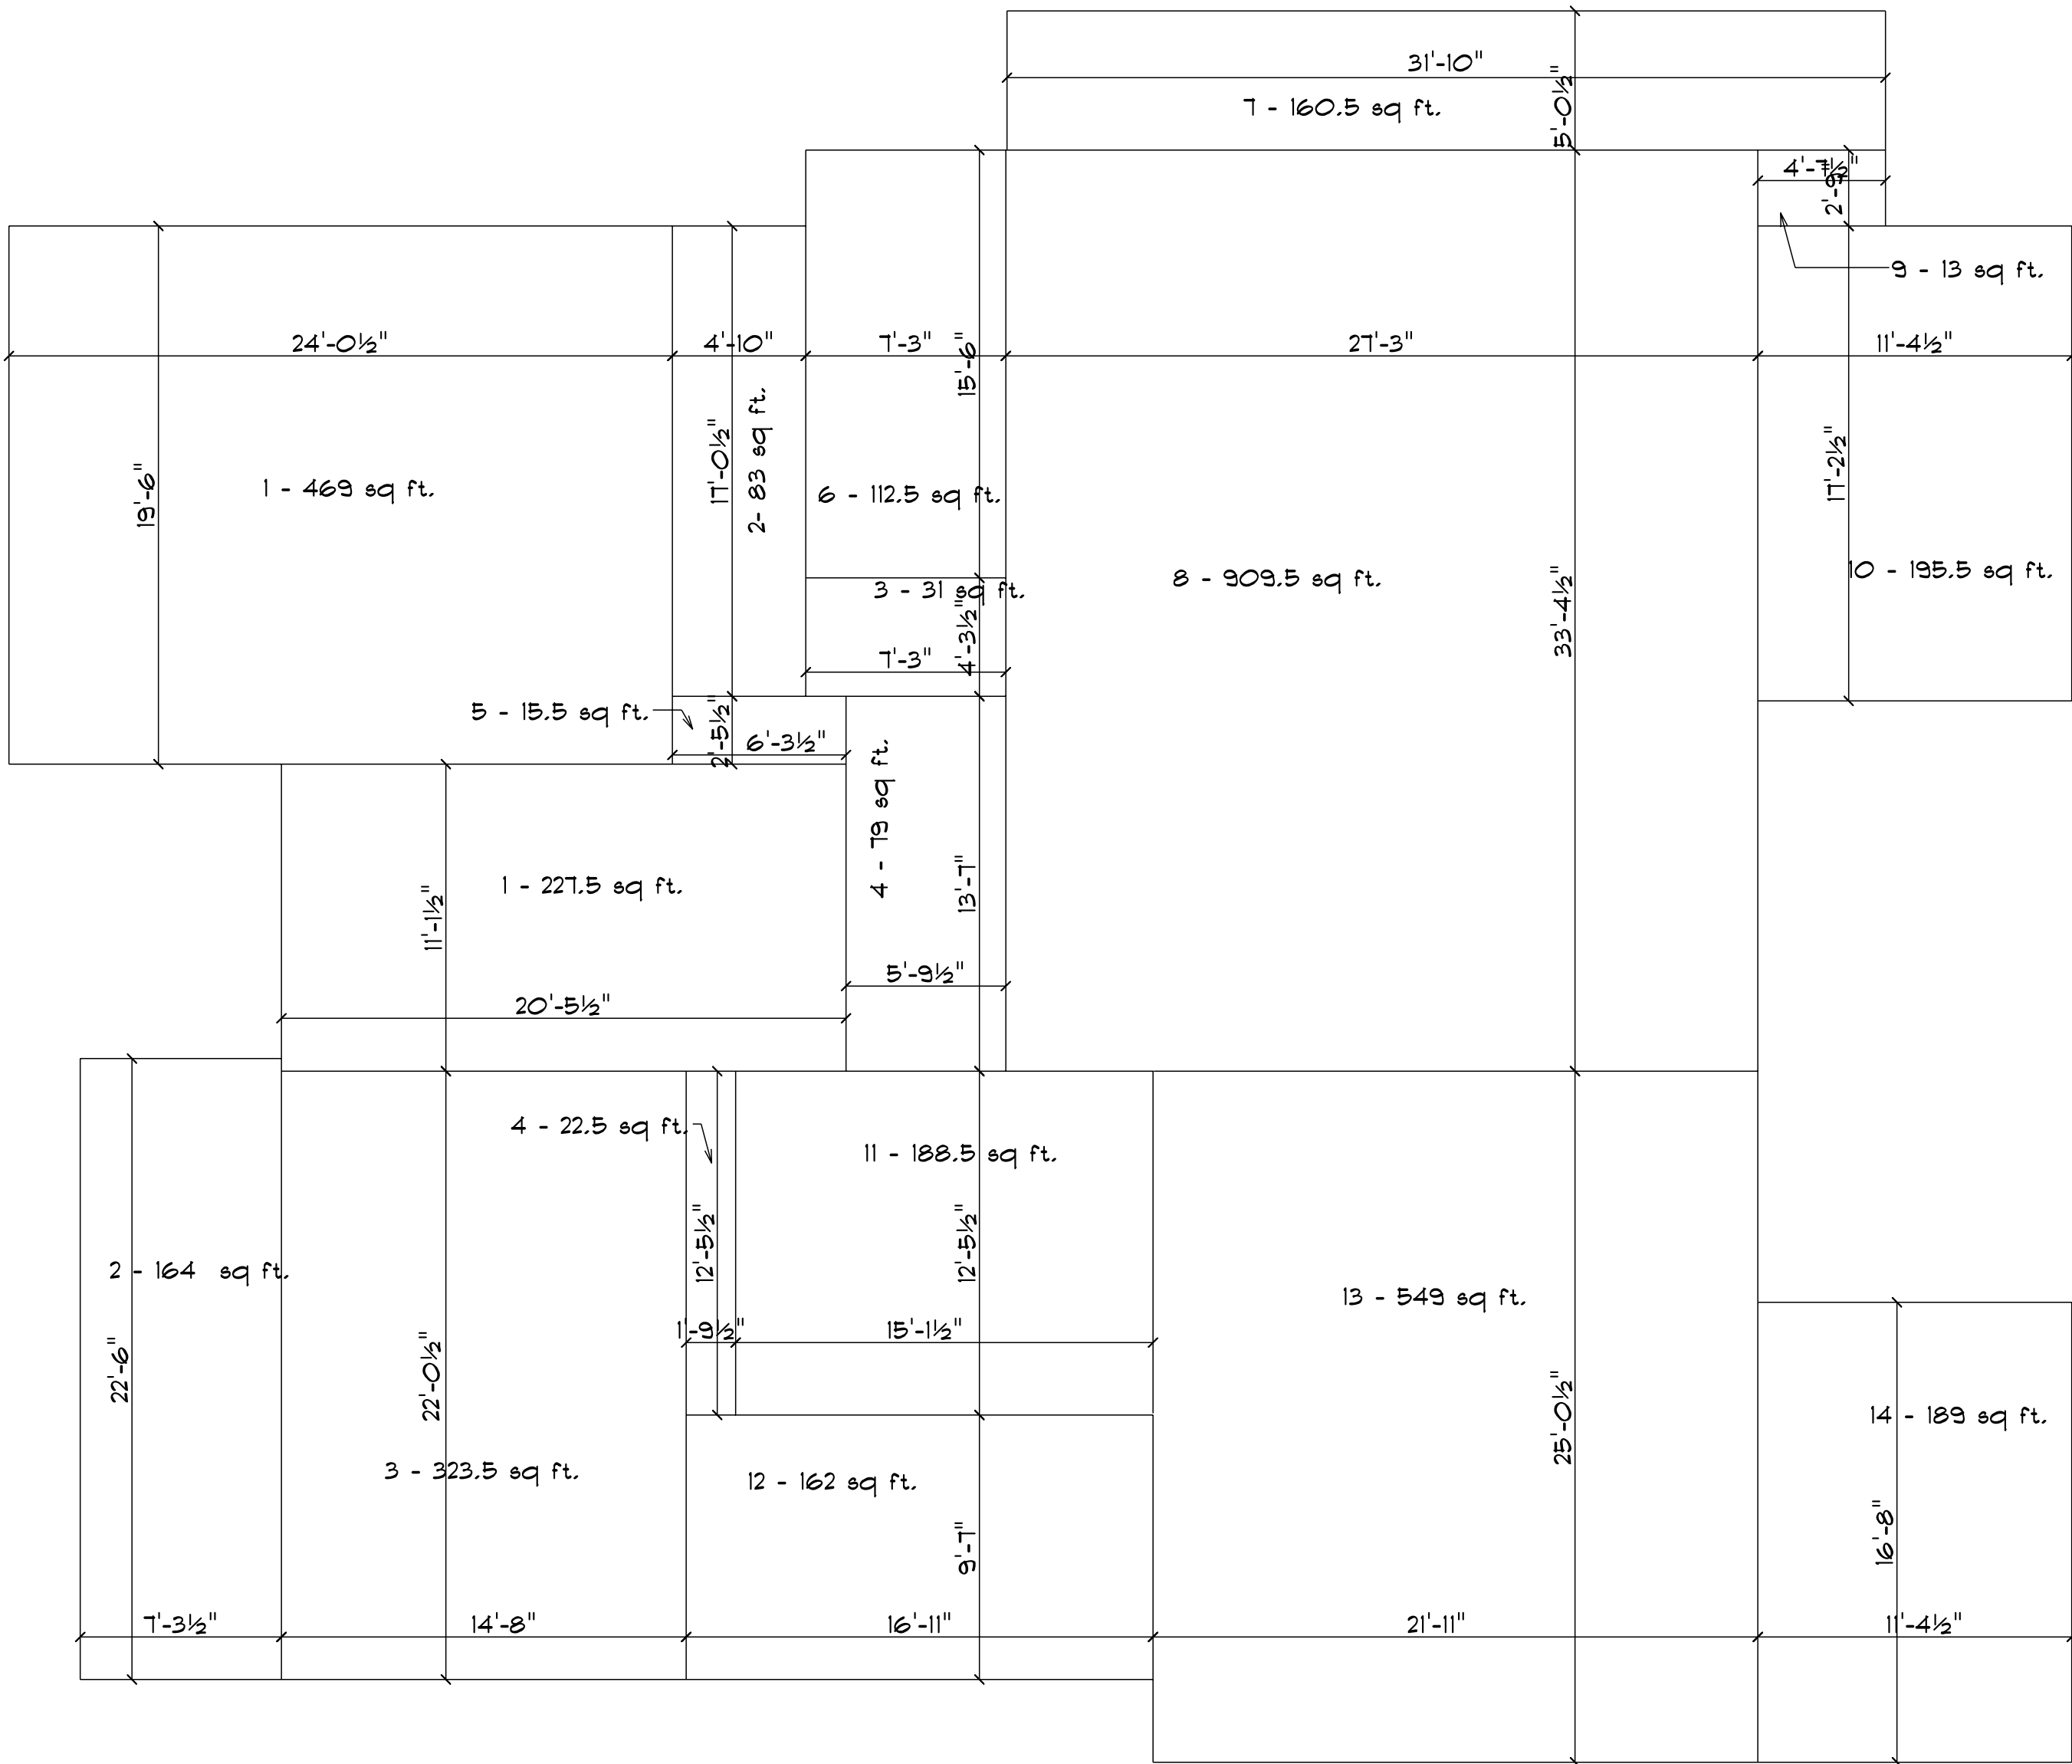 31'-10"
5'-0½"
7 - 160.5 sq ft.
4'-7½"
2'-9"
9 - 13 sq ft.
24'-0½"
4'-10"
7'-3"
15'-6"
27'-3"
11'-4½"
19'-6"
1 - 469 sq ft.
17'-0½"
2- 83 sq ft.
6 - 112.5 sq ft.
17'-2½"
3 - 31 sq ft.
8 - 909.5 sq ft.
10 - 195.5 sq ft.
4'-3½"
33'-4½"
7'-3"
5 - 15.5 sq ft.
2'-5½"
6'-3½"
4 - 79 sq ft.
1 - 227.5 sq ft.
11'-1½"
13'-7"
5'-9½"
20'-5½"
4 - 22.5 sq ft.
11 - 188.5 sq ft.
12'-5½"
12'-5½"
2 - 164 sq ft.
13 - 549 sq ft.
1'-9½"
15'-1½"
22'-6"
22'-0½"
25'-0½"
14 - 189 sq ft.
3 - 323.5 sq ft.
12 - 162 sq ft.
9'-7"
16'-8"
7'-3½"
14'-8"
16'-11"
21'-11"
11'-4½"